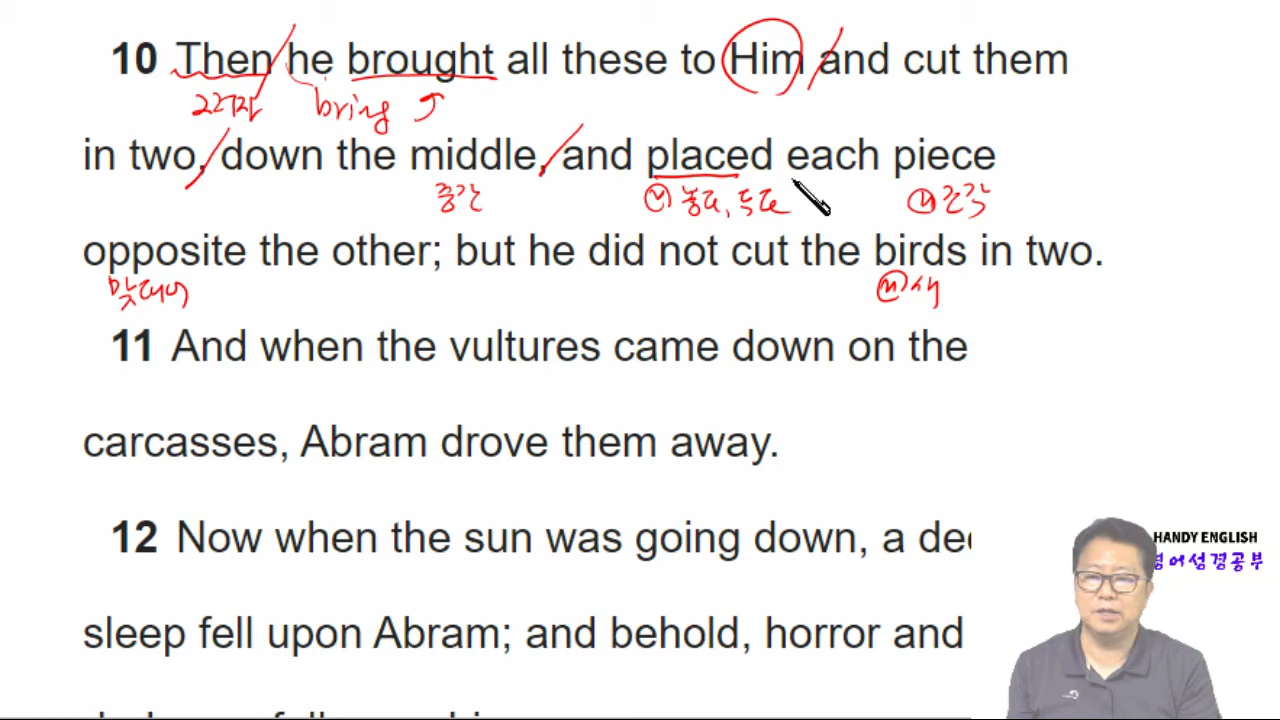 10 Then he brought all these to Him and cut them
그러자 bring
in two, down the middle, and placed each piece
중간 ⓥ 놓다, 두다 ⓝ 조각
opposite the other; but he did not cut the birds in two.
맞대어 ⓝ 새
11 And when the vultures came down on the
carcasses, Abram drove them away.
12 Now when the sun was going down, a
HANDY ENGLISH
영어성경공부
sleep fell upon Abram; and behold, horror and